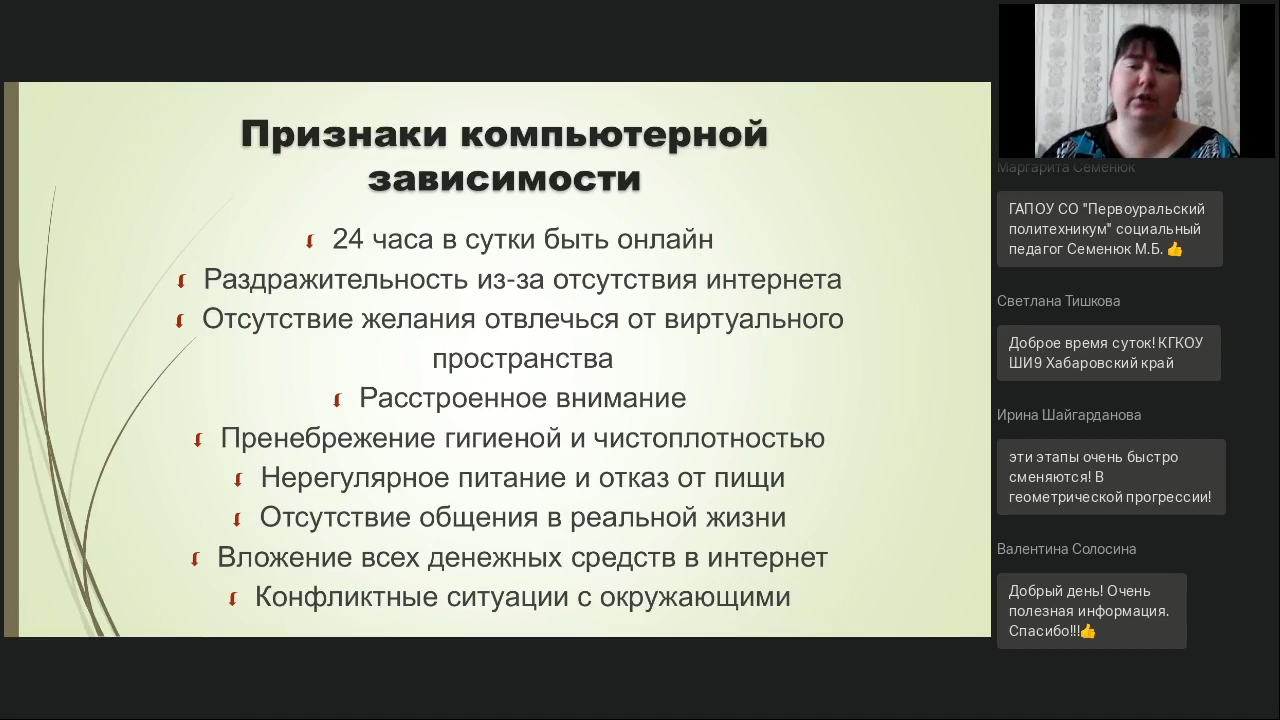 Признаки компьютерной
зависимости
24 часа в сутки быть онлайн
Раздражительность из-за отсутствия интернета
Отсутствие желания отвлечься от виртуального
пространства
Расстроенное внимание
Пренебрежение гигиеной и чистоплотностью
Нерегулярное питание и отказ от пищи
Отсутствие общения в реальной жизни
Вложение всех денежных средств в интернет
Конфликтные ситуации с окружающими
Маргарита Семенюк
ГАПОУ СО "Первоуральский
политехникум" социальный
педагог Семенюк М.Б. 👍
Светлана Тишкова
Доброе время суток! КГКОУ
ШИ9 Хабаровский край
Ирина Шайгарданова
эти этапы очень быстро
сменяются! В
геометрической прогрессии!
Валентина Солосина
Добрый день! Очень
полезная информация.
Спасибо!!!👍